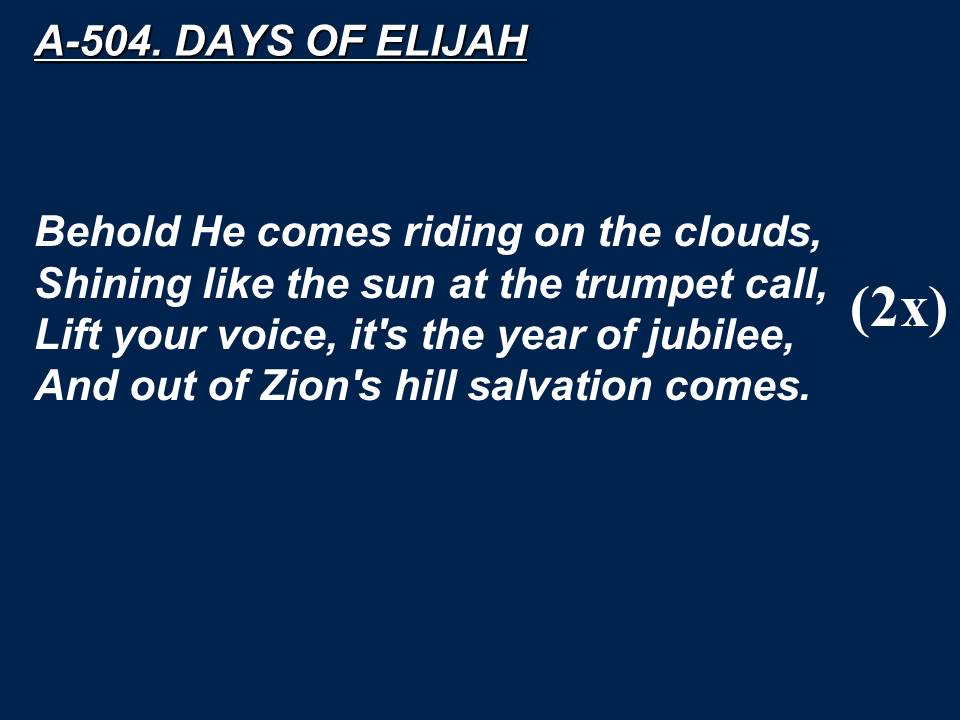 A-504. DAYS OF ELIJAH
Behold He comes riding on the clouds,
Shining like the sun at the trumpet call,
Lift your voice, it's the year of jubilee,
And out of Zion's hill salvation comes.
(2x)